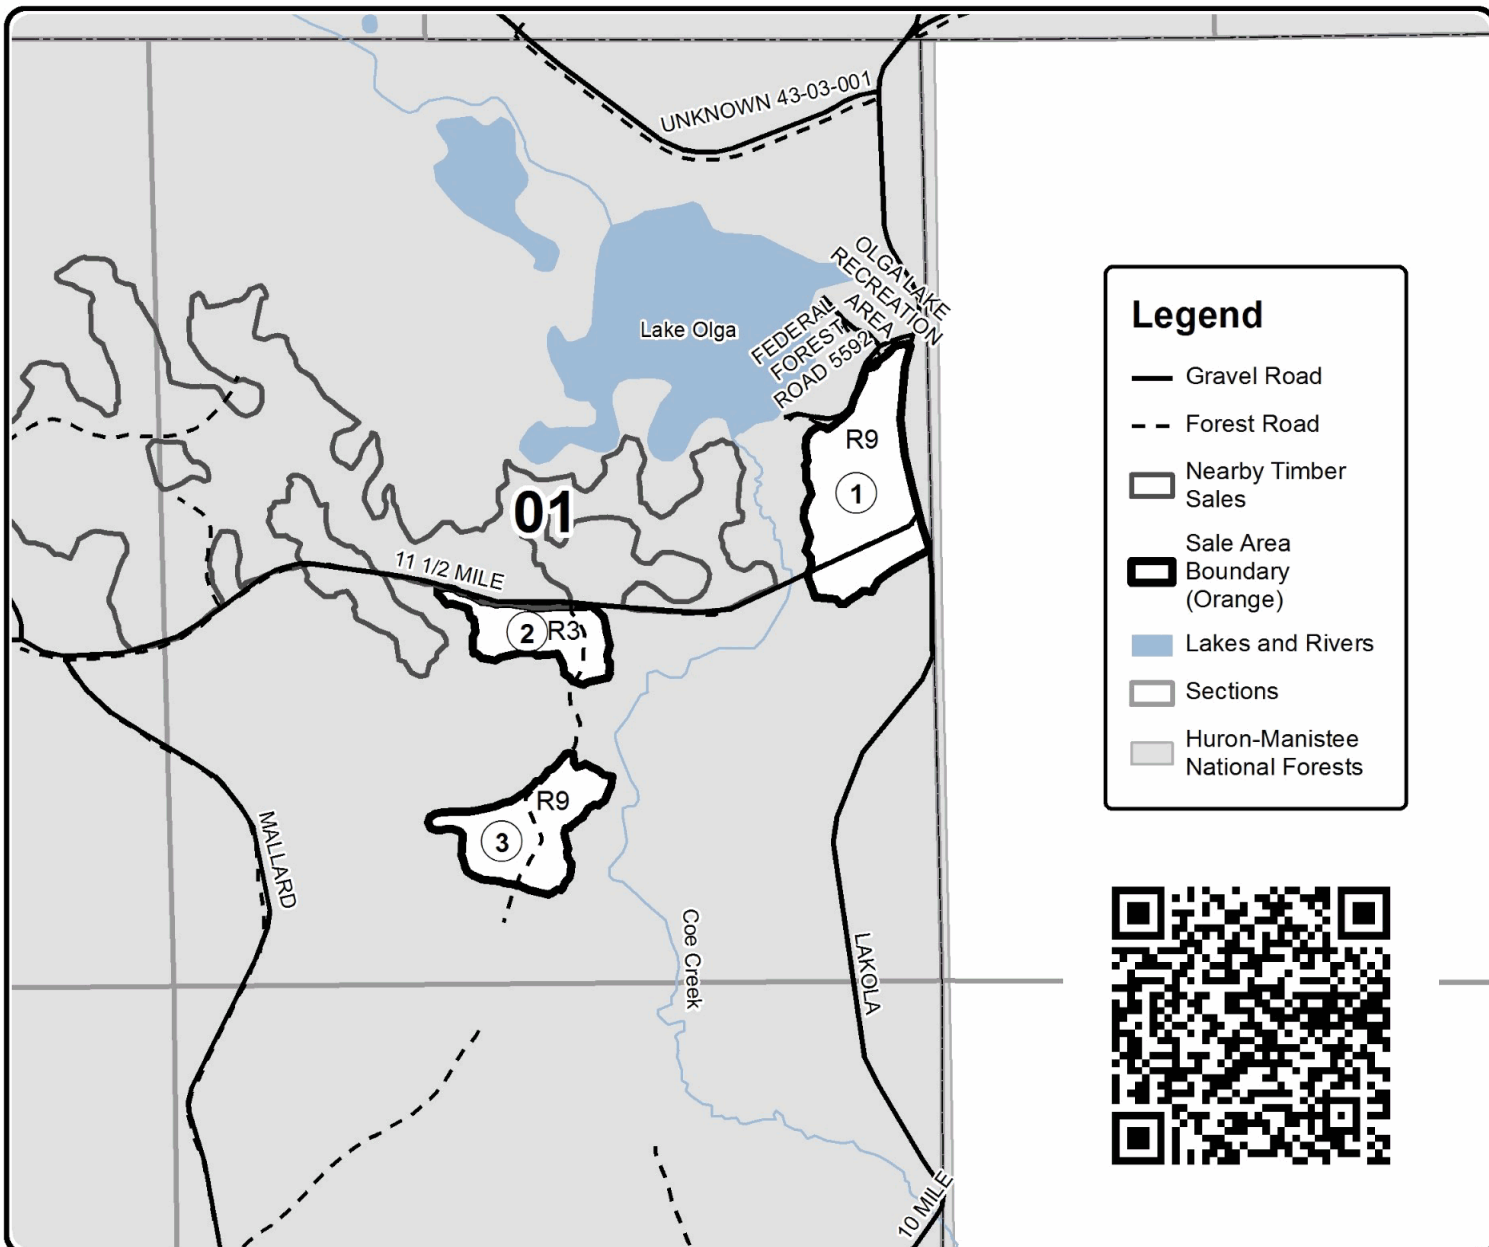 UNKNOWN 43-03-001
OLGA LAKE
RECREATION
AREA
FEDERAL
FOREST
ROAD 5592
Lake Olga
R9
1
01
11 1/2 MILE
2
R3
R9
3
MALLARD
Coe Creek
LAKOLA
10 MILE
Legend
Gravel Road
Forest Road
Nearby Timber
Sales
Sale Area
Boundary
(Orange)
Lakes and Rivers
Sections
Huron-Manistee
National Forests